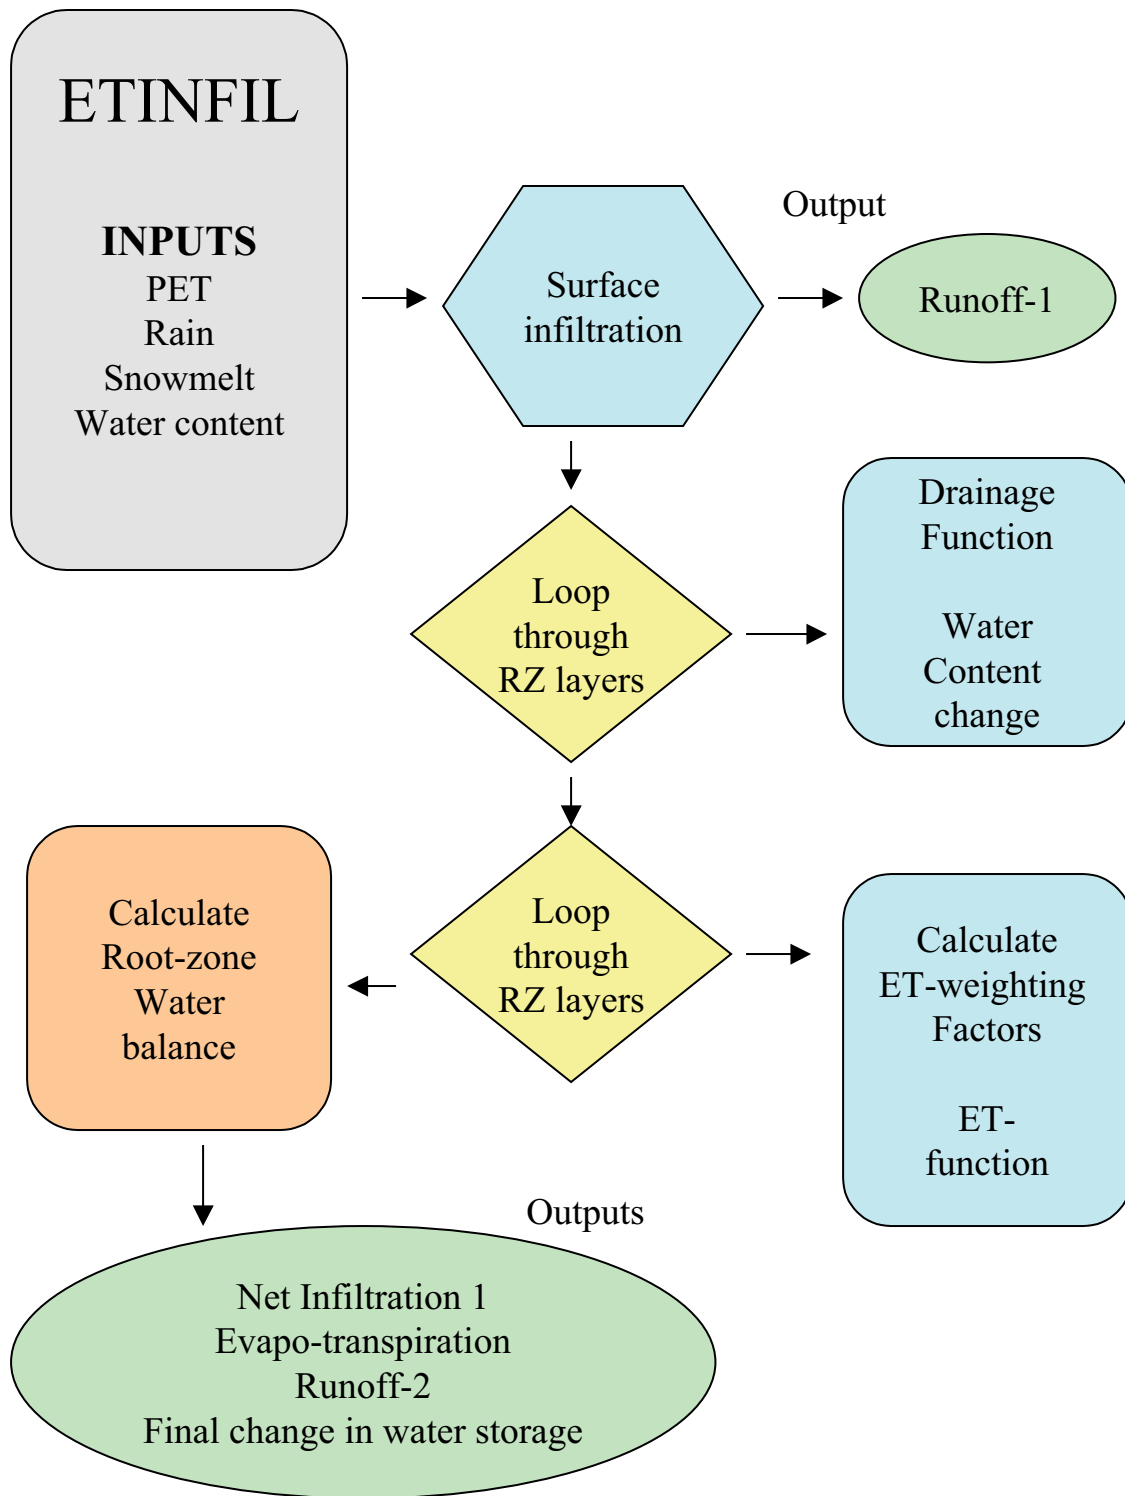 ETINFIL
INPUTS
PET
Rain
Snowmelt
Water content
Surface
infiltration
Output
Runoff-1
Loop
through
RZ layers
Drainage
Function
Water
Content
change
Loop
through
RZ layers
Calculate
ET-weighting
Factors
ET-
function
Calculate
Root-zone
Water
balance
Outputs
Net Infiltration 1
Evapo-transpiration
Runoff-2
Final change in water storage